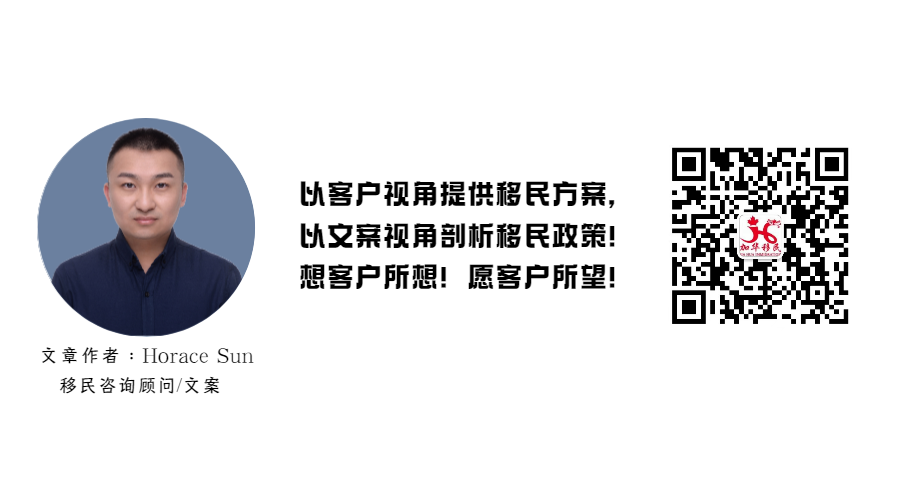 以客户视角提供移民方案,
以文案视角剖析移民政策!
想客户所想! 愿客户所望!
加华移民
文章作者：Horace Sun
移民咨询顾问/文案